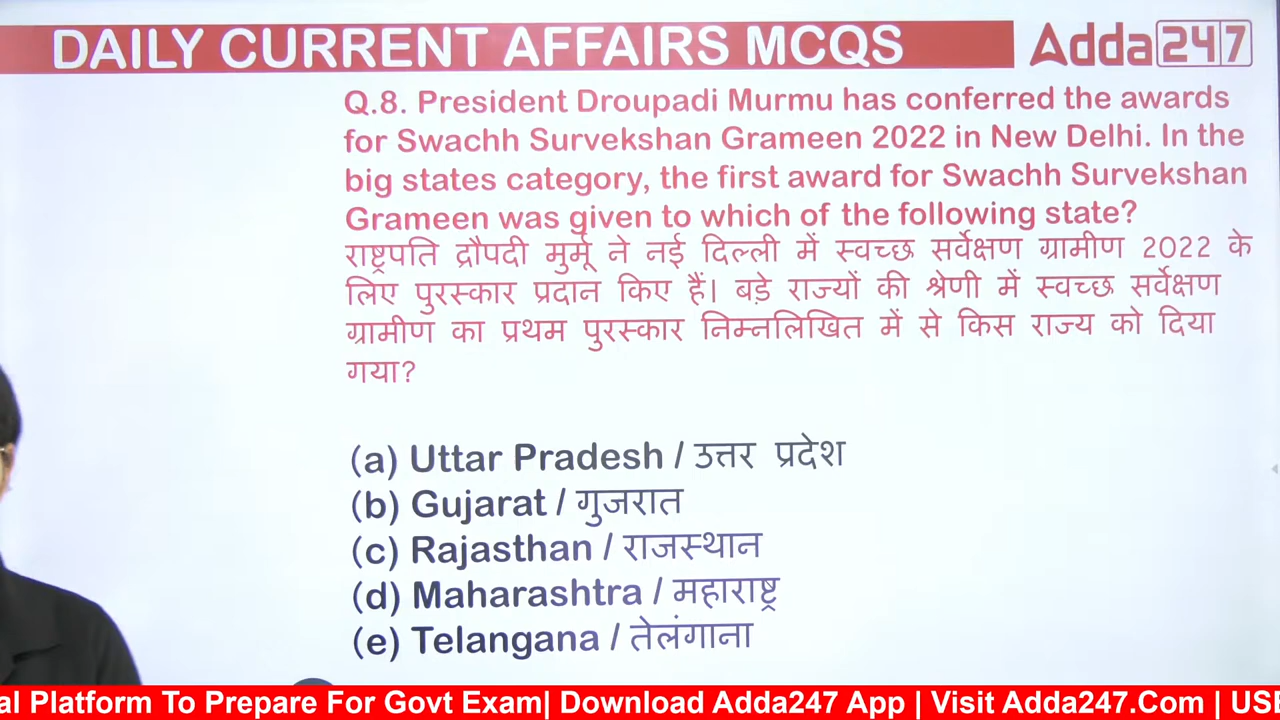 DAILY CURRENT AFFAIRS MCQS
Adda247
Q.8. President Droupadi Murmu has conferred the awards
for Swachh Survekshan Grameen 2022 in New Delhi. In the
big states category, the first award for Swachh Survekshan
Grameen was given to which of the following state?
राष्ट्रपति द्रौपदी मुर्मू ने नई दिल्ली में स्वच्छ सर्वेक्षण ग्रामीण 2022 के
लिए पुरस्कार प्रदान किए हैं। बड़े राज्यों की श्रेणी में स्वच्छ सर्वेक्षण
ग्रामीण का प्रथम पुरस्कार निम्नलिखित में से किस राज्य को दिया
गया?
(a) Uttar Pradesh / उत्तर प्रदेश
(b) Gujarat / गुजरात
(c) Rajasthan / राजस्थान
(d) Maharashtra / महाराष्ट्र
(e) Telangana / तेलंगाना
al Platform To Prepare For Govt Exam| Download Adda247 App | Visit Adda247.Com | USE